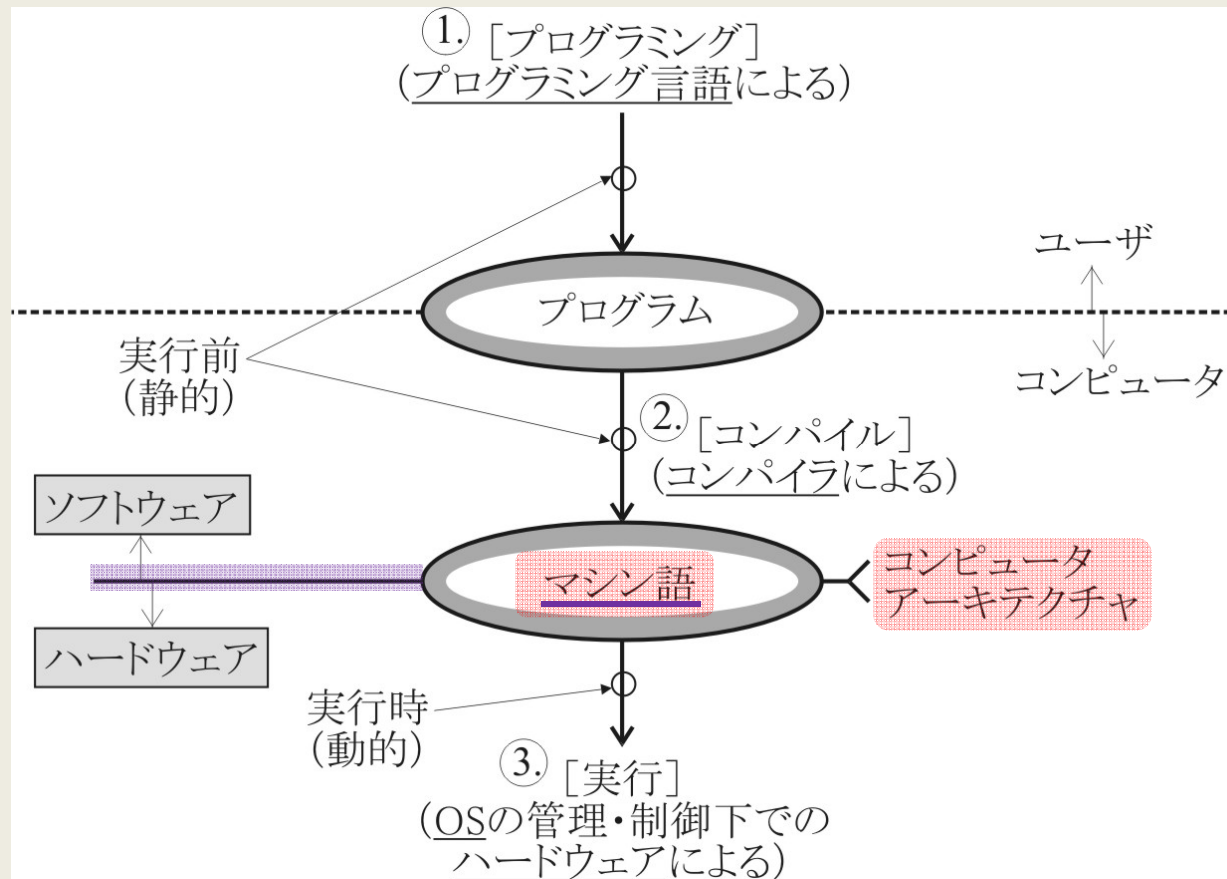 ①. [プログラミング]
(プログラミング言語による)
ユーザ
プログラム
実行前
(静的)
コンピュータ
②. [コンパイル]
(コンパイラによる)
ソフトウェア
マシン語
コンピュータ
アーキテクチャ
ハードウェア
実行時
(動的)
③. [実行]
(OSの管理・制御下での
ハードウェアによる)